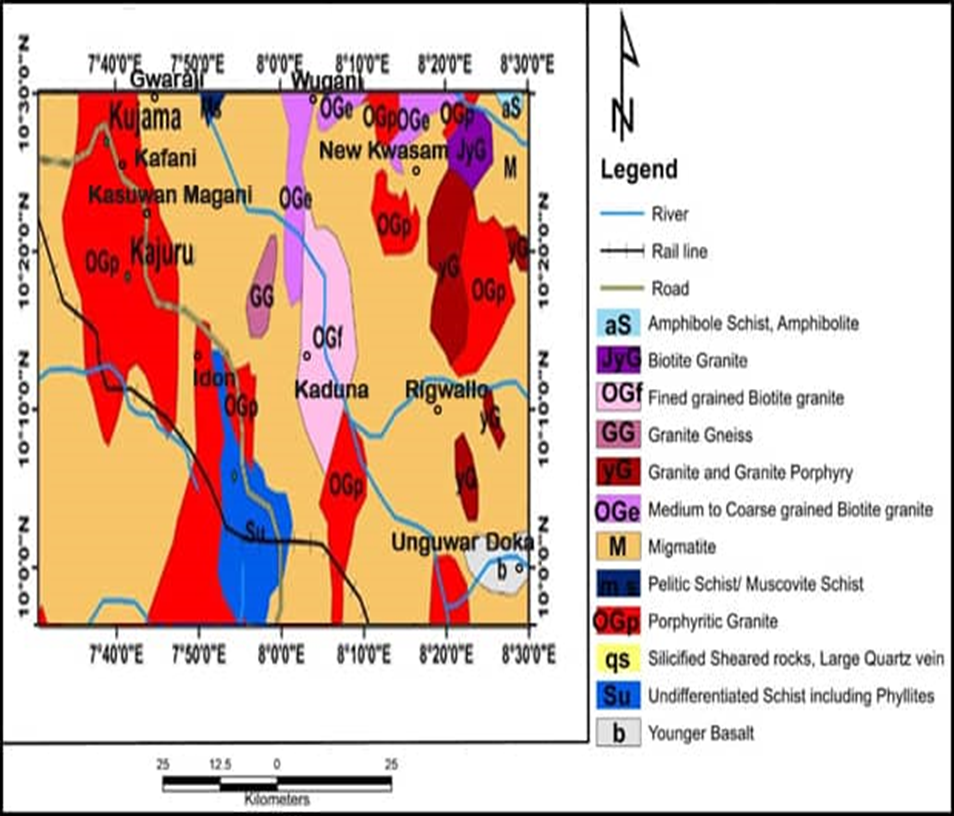 7°40'0"E 7°50'0"E 8°0'0"E 8°10'0"E 8°20'0"E 8°30'0"E
Gwaraji Wugani
10°30'0"N 10°30'0"N
Kujama Ms OGe OGp OGe OGp aS
Kafani New Kwasam JyG M
Kasuwan Magani OGe
OGp Kajuru OGp yG
10°20'0"N 10°20'0"N
GG yG OGp
OGf
Idon Kaduna Rigwallo
OGp yG
10°10'0"N 10°10'0"N
OGp yG
Su Unguwar Doka
b
10°0'0"N 10°0'0"N
7°40'0"E 7°50'0"E 8°0'0"E 8°10'0"E 8°20'0"E 8°30'0"E
25 12.5 0 25
Kilometers
N
Legend
River
Rail line
Road
aS Amphibole Schist, Amphibolite
JyG Biotite Granite
OGf Fined grained Biotite granite
GG Granite Gneiss
yG Granite and Granite Porphyry
OGe Medium to Coarse grained Biotite granite
M Migmatite
m s Pelitic Schist/ Muscovite Schist
OGp Porphyritic Granite
qs Silicified Sheared rocks, Large Quartz vein
Su Undifferentiated Schist including Phyllites
b Younger Basalt